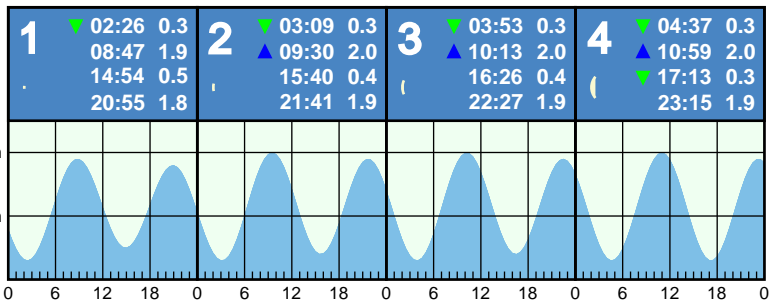 1 ▼ 02:26 0.3
08:47 1.9
14:54 0.5
20:55 1.8
2 ▼ 03:09 0.3
▲ 09:30 2.0
15:40 0.4
21:41 1.9
3 ▼ 03:53 0.3
▲ 10:13 2.0
16:26 0.4
22:27 1.9
4 ▼ 04:37 0.3
▲ 10:59 2.0
▼ 17:13 0.3
23:15 1.9
0 6 12 18 0 6 12 18 0 6 12 18 0 6 12 18 0